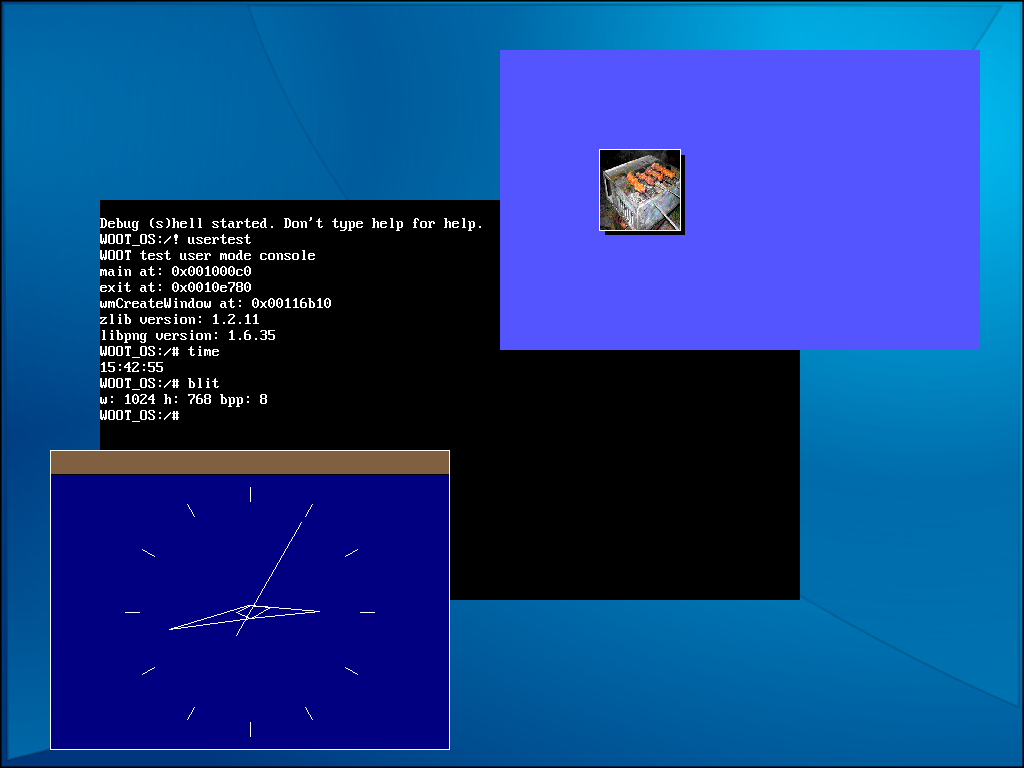 Debug (s)hell started. Don't type help for help.
WOOT_OS:/! usertest
WOOT test user mode console
main at: 0x001000c0
exit at: 0x0010e780
wmCreateWindow at: 0x00116b10
zlib version: 1.2.11
libpng version: 1.6.35
WOOT_OS:/# time
15:42:55
WOOT_OS:/# blit
w: 1024 h: 768 bpp: 8
WOOT_OS:/#